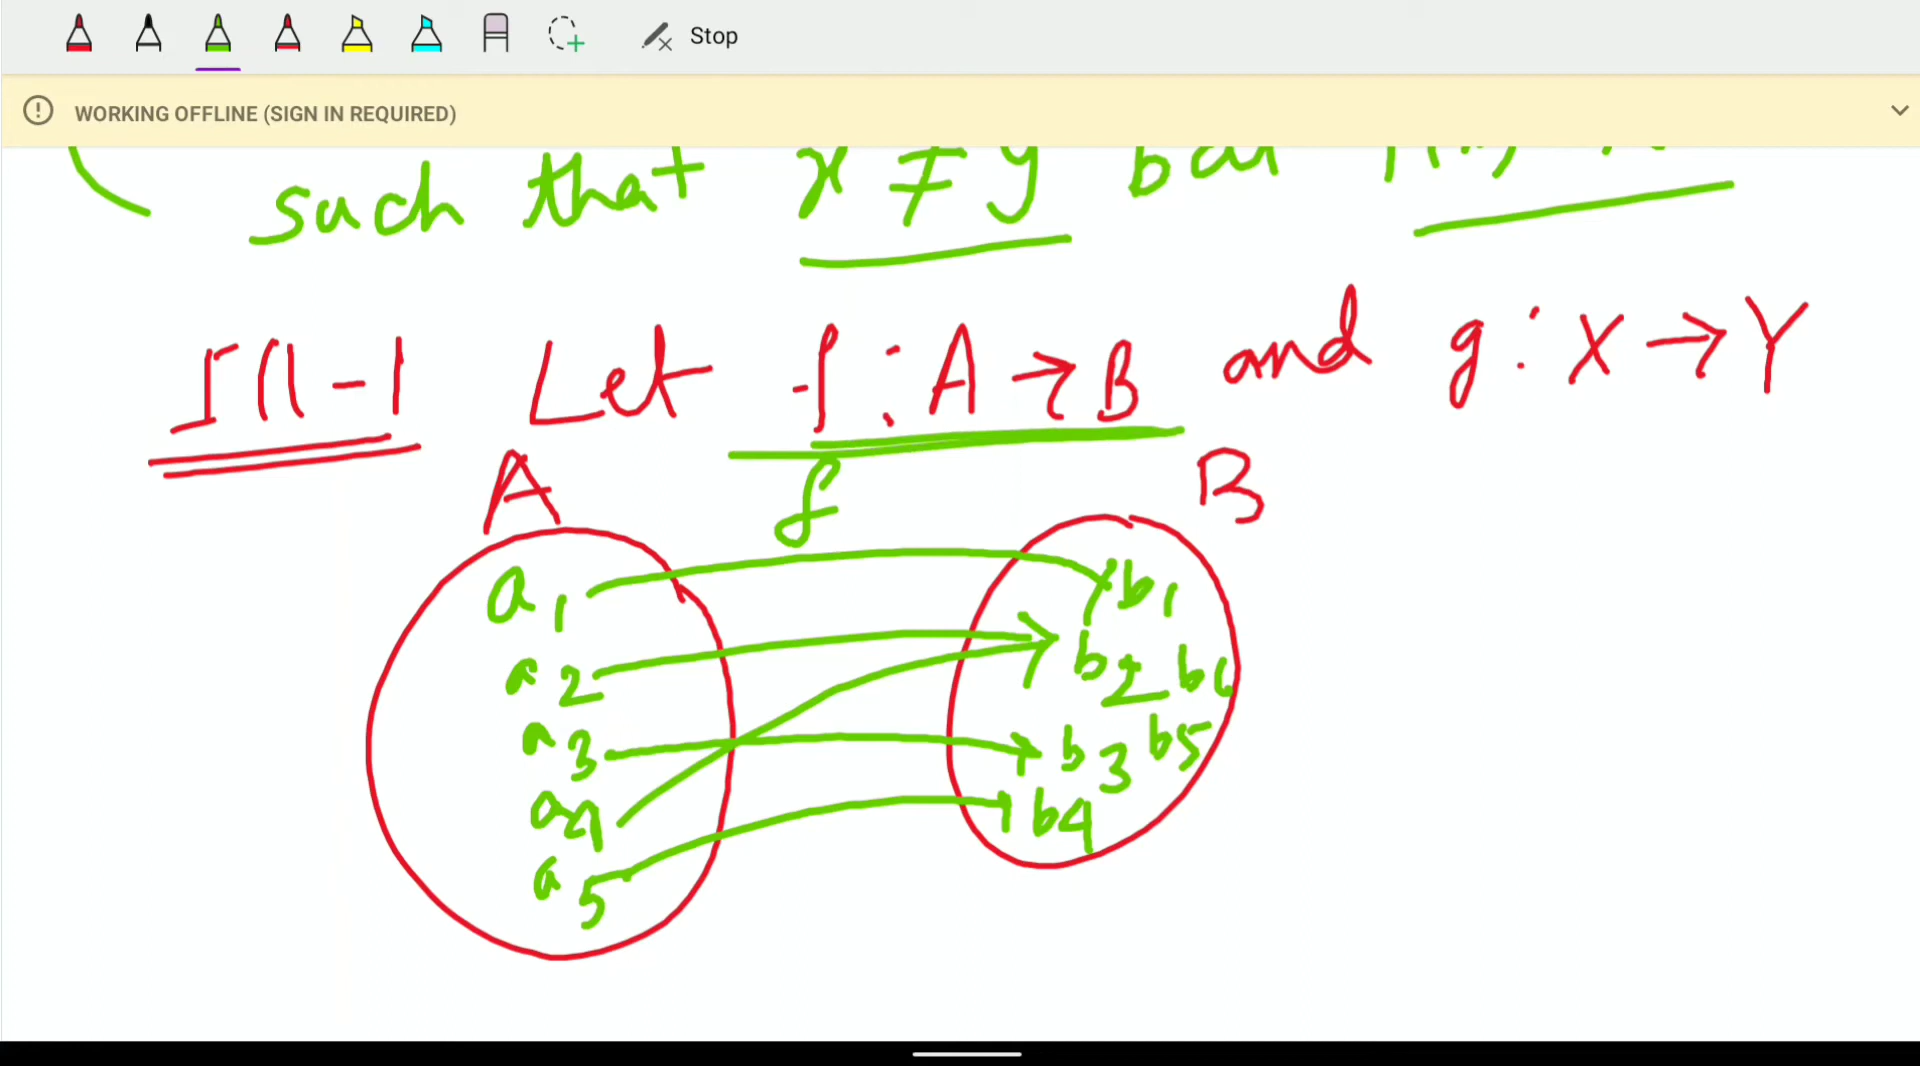 Stop
WORKING OFFLINE (SIGN IN REQUIRED)
such that x ≠ y but
Ill-1 Let f : A → B and g : X → Y
A f B
a1 b1
a2 b2 b6
a3 b3 b5
a4 b4
a5